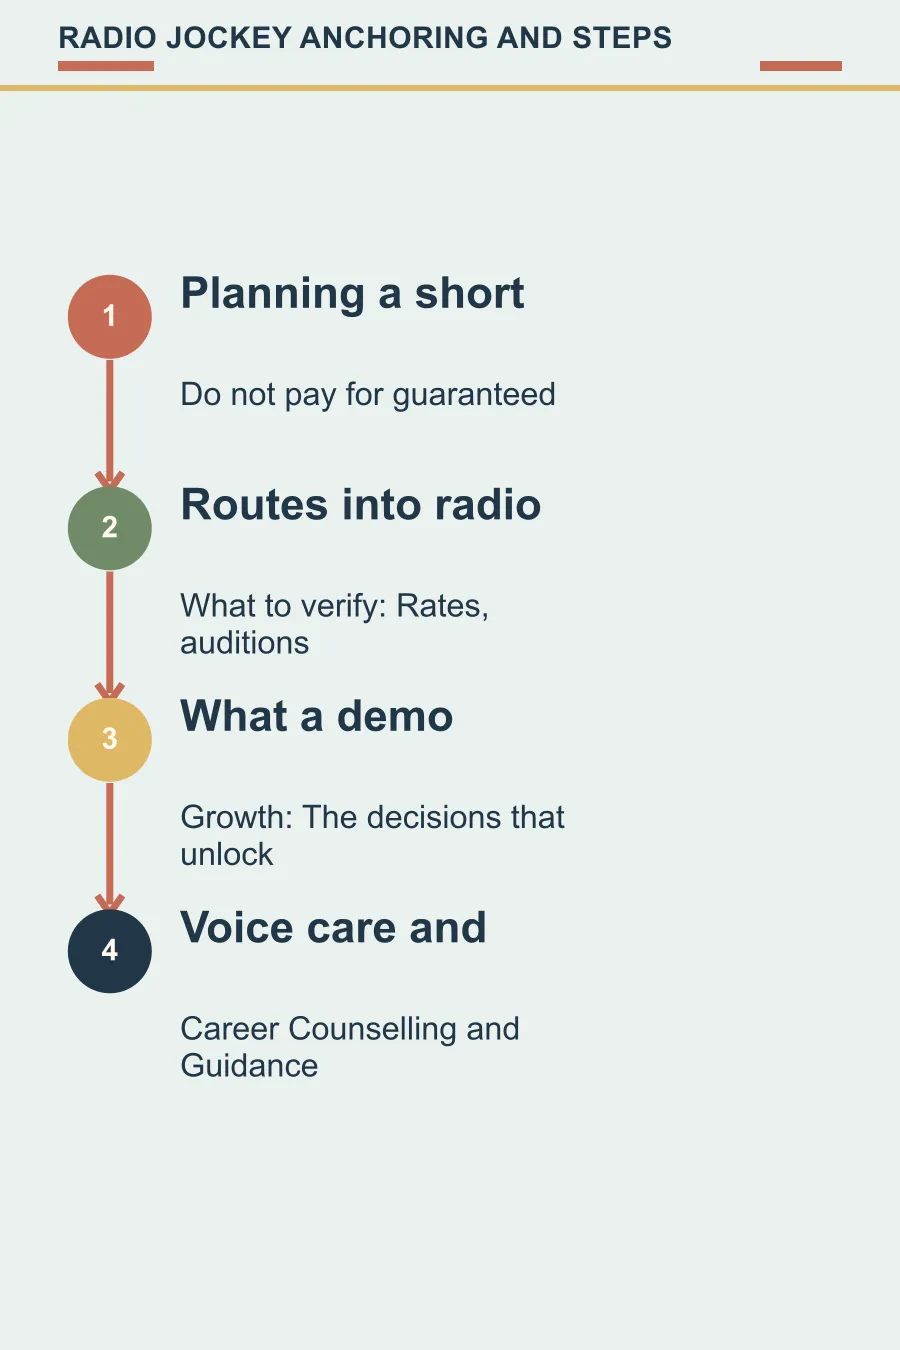 RADIO JOCKEY ANCHORING AND STEPS
1
Planning a short
Do not pay for guaranteed
2
Routes into radio
What to verify: Rates,
auditions
3
What a demo
Growth: The decisions that
unlock
4
Voice care and
Career Counselling and
Guidance